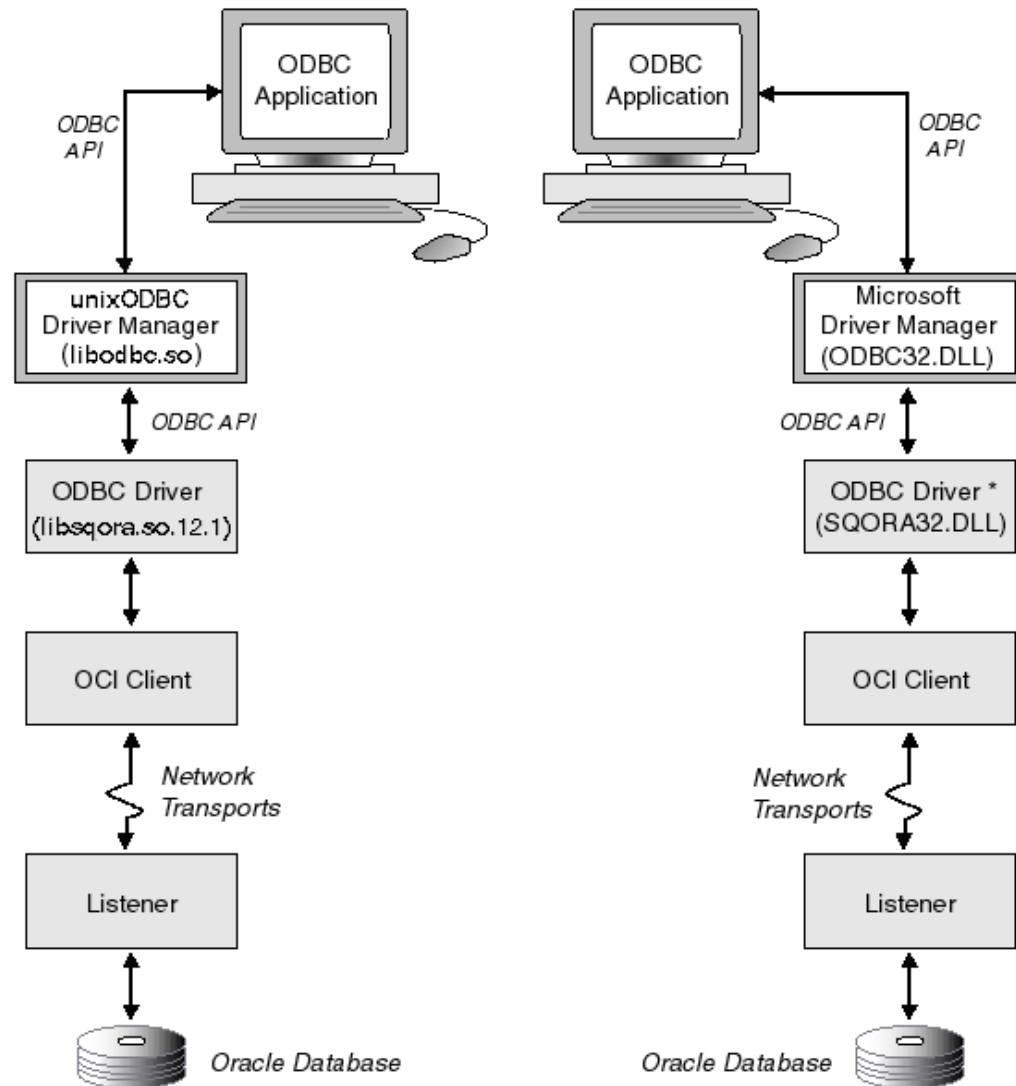 ODBC
Application
ODBC
API
unixODBC
Driver Manager
(libodbc.so)
ODBC API
ODBC Driver
(libsqora.so.12.1)
OCI Client
Network
Transports
Listener
Oracle Database
ODBC
Application
ODBC
API
Microsoft
Driver Manager
(ODBC32.DLL)
ODBC API
ODBC Driver *
(SQORA32.DLL)
OCI Client
Network
Transports
Listener
Oracle Database